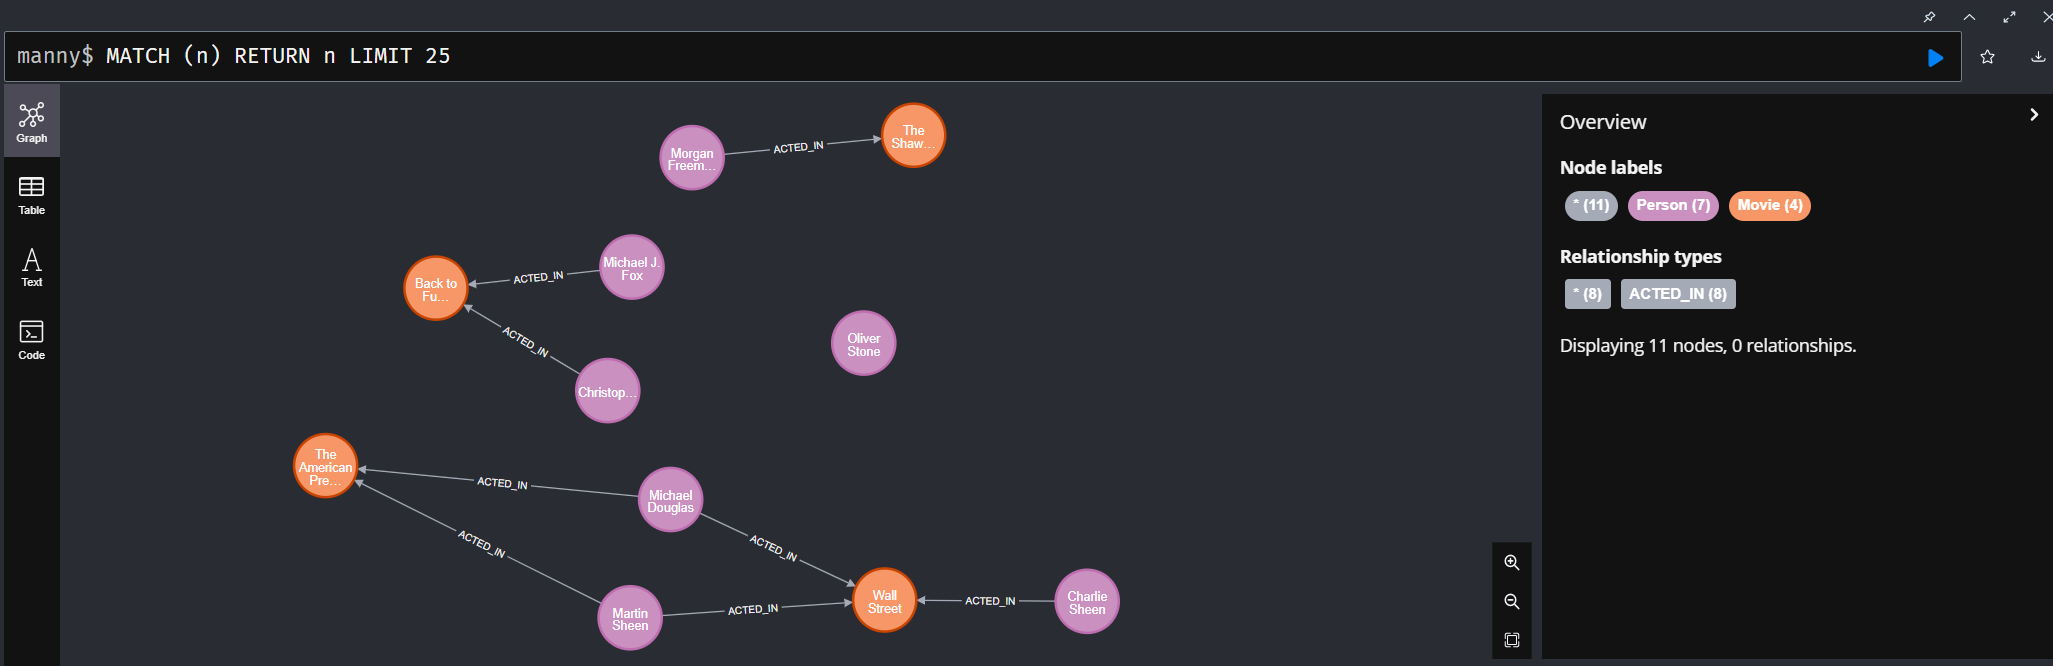 manny$ MATCH (n) RETURN n LIMIT 25
Graph
Table
Text
Code
Morgan
Freem...
ACTED_IN
The
Shaw...
Back to
Fu...
ACTED_IN
Michael J.
Fox
ACTED_IN
Christop...
Oliver
Stone
The
American
Pre...
ACTED_IN
Michael
Douglas
ACTED_IN
ACTED_IN
Martin
Sheen
ACTED_IN
Wall
Street
ACTED_IN
Charlie
Sheen
Overview
Node labels
* (11) Person (7) Movie (4)
Relationship types
* (8) ACTED_IN (8)
Displaying 11 nodes, 0 relationships.